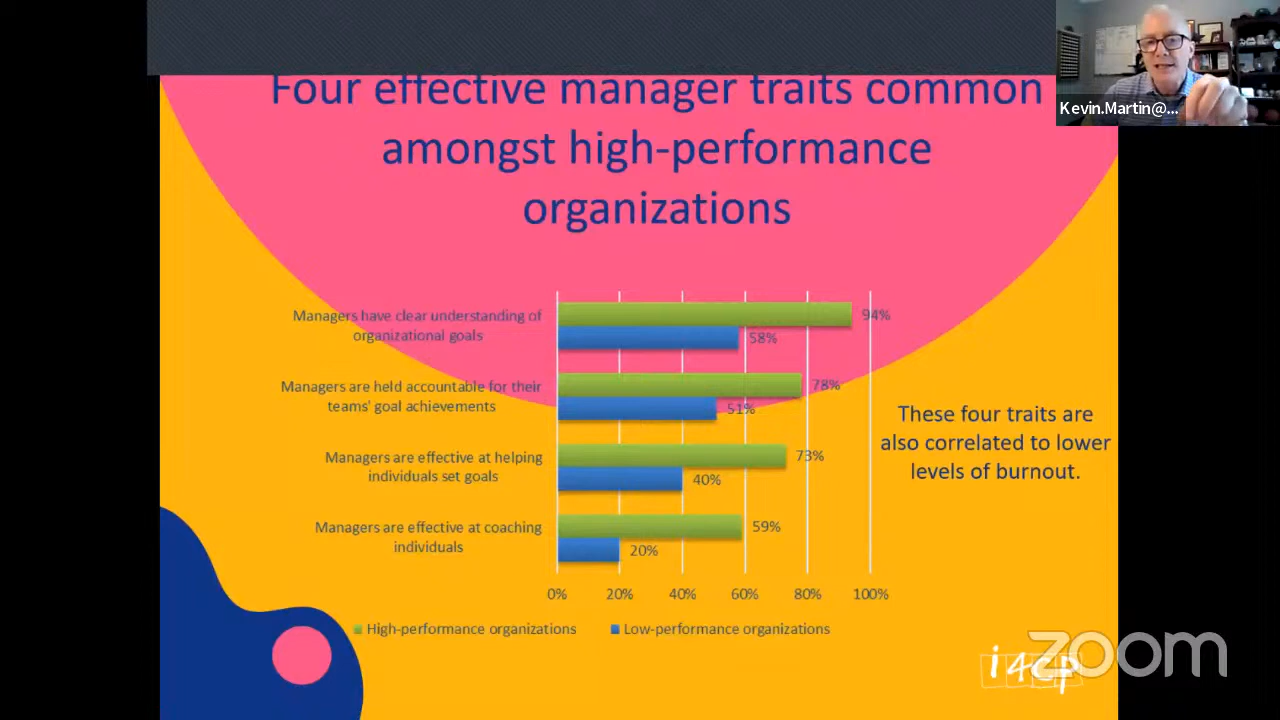 Four effective manager traits common
amongst high-performance
organizations
Kevin.Martin@...
Managers have clear understanding of
organizational goals
94%
58%
Managers are held accountable for their
teams' goal achievements
78%
51%
These four traits are
also correlated to lower
levels of burnout.
Managers are effective at helping
individuals set goals
73%
40%
Managers are effective at coaching
individuals
59%
20%
0% 20% 40% 60% 80% 100%
High-performance organizations Low-performance organizations
i4cp
zoom